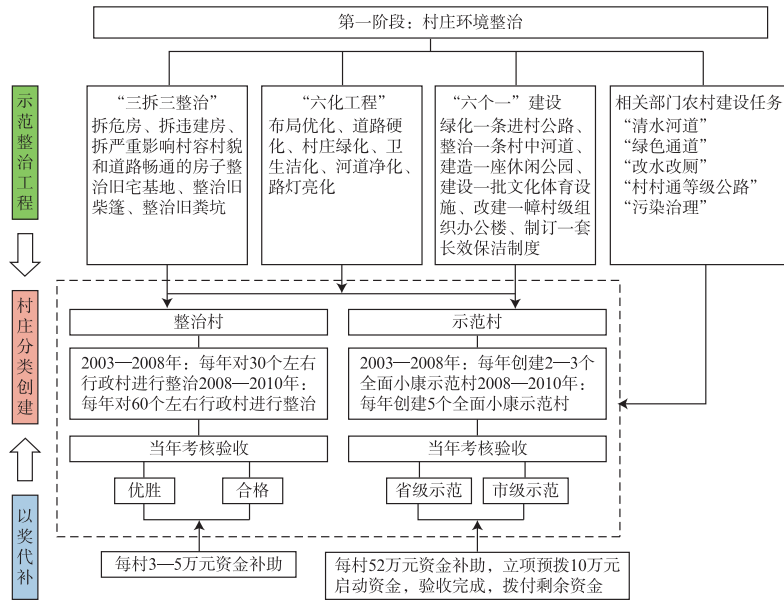 第一阶段：村庄环境整治
示范整治工程
村庄分类创建
以奖代补
“三拆三整治”
拆危房、拆违建房、
拆严重影响村容村貌
和道路畅通的房子整
治旧宅基地、整治旧
柴篷、整治旧粪坑
“六化工程”
布局优化、道路硬
化、村庄绿化、卫
生洁化、河道净化、
路灯亮化
“六个一”建设
绿化一条进村公路、
整治一条村中河道、
建造一座休闲公园、
建设一批文化体育设
施、改建一幢村级组
织办公楼、制订一套
长效保洁制度
相关部门农村建设任务
“清水河道”
“绿色通道”
“改水改厕”
“村村通等级公路”
“污染治理”
整治村
2003—2008年：每年对30个左右
行政村进行整治2008—2010年：
每年对60个左右行政村进行整治
当年考核验收
优胜
合格
每村3—5万元资金补助
示范村
2003—2008年：每年创建2—3个
全面小康示范村2008—2010年：
每年创建5个全面小康示范村
当年考核验收
省级示范
市级示范
每村52万元资金补助，立项预拨10万元
启动资金，验收完成，拨付剩余资金